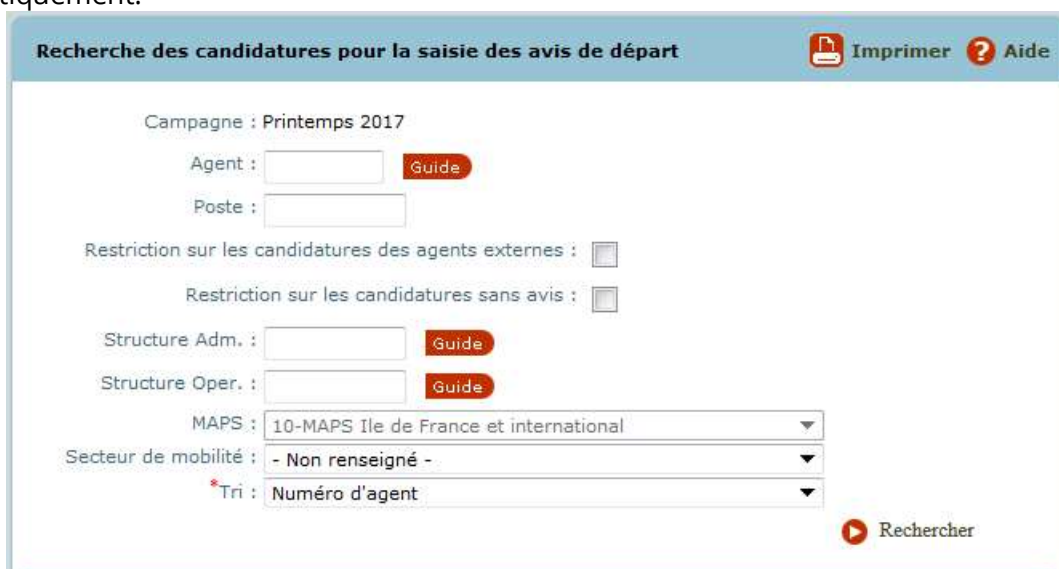 tiquement.
Recherche des candidatures pour la saisie des avis de départ Imprimer ? Aide
Campagne : Printemps 2017
Agent : Guide
Poste :
Restriction sur les candidatures des agents externes :
Restriction sur les candidatures sans avis :
Structure Adm. : Guide
Structure Oper. : Guide
MAPS : 10-MAPS Ile de France et international
Secteur de mobilité : - Non renseigné -
*Tri : Numéro d'agent
Rechercher